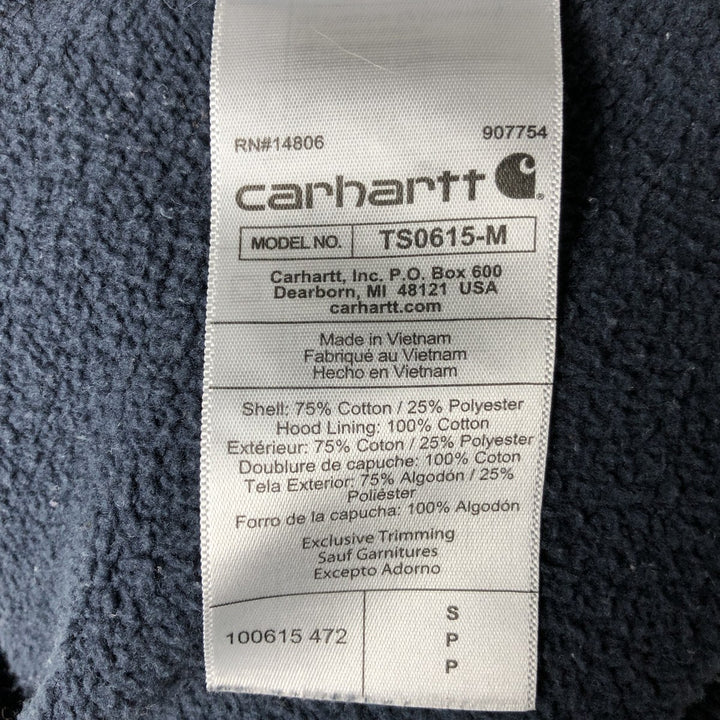 RN#14806 907754
carhartt
MODEL NO. TS0615-M
Carhartt, Inc. P.O. Box 600
Dearborn, MI 48121 USA
carhartt.com
Made in Vietnam
Fabriqué au Vietnam
Hecho en Vietnam
Shell: 75% Cotton / 25% Polyester
Hood Lining: 100% Cotton
Extérieur: 75% Coton / 25% Polyester
Doublure de capuche: 100% Coton
Tela Exterior: 75% Algodón / 25%
Poliéster
Forro de la capucha: 100% Algodón
Exclusive Trimming
Sauf Garnitures
Excepto Adorno
100615 472
S
P
P